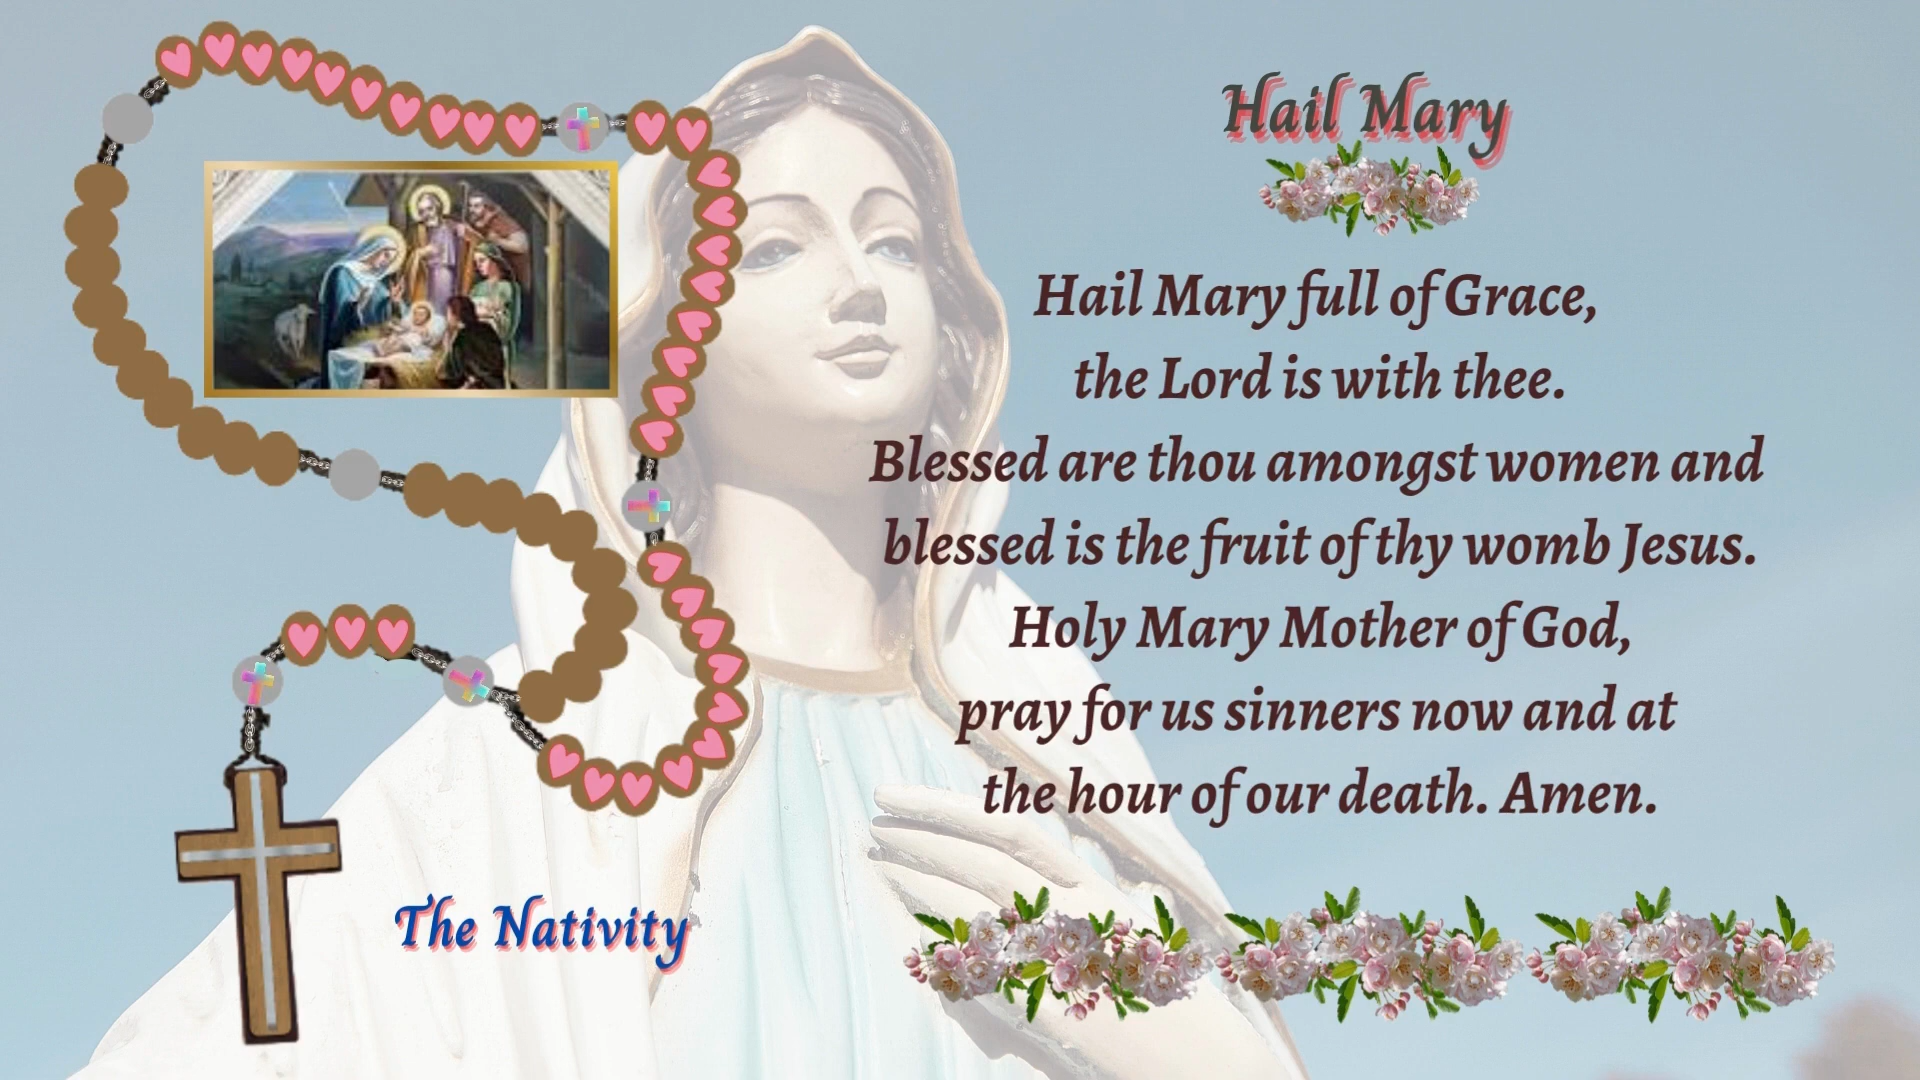 Hail Mary
Hail Mary full of Grace,
the Lord is with thee.
Blessed are thou amongst women and
blessed is the fruit of thy womb Jesus.
Holy Mary Mother of God,
pray for us sinners now and at
the hour of our death. Amen.
The Nativity